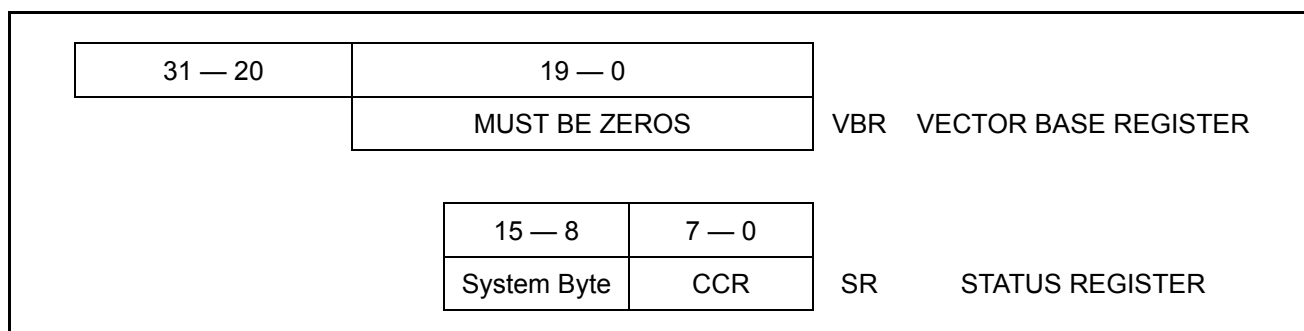 31 — 20 19 — 0
MUST BE ZEROS VBR VECTOR BASE REGISTER
15 — 8 7 — 0
System Byte CCR SR STATUS REGISTER